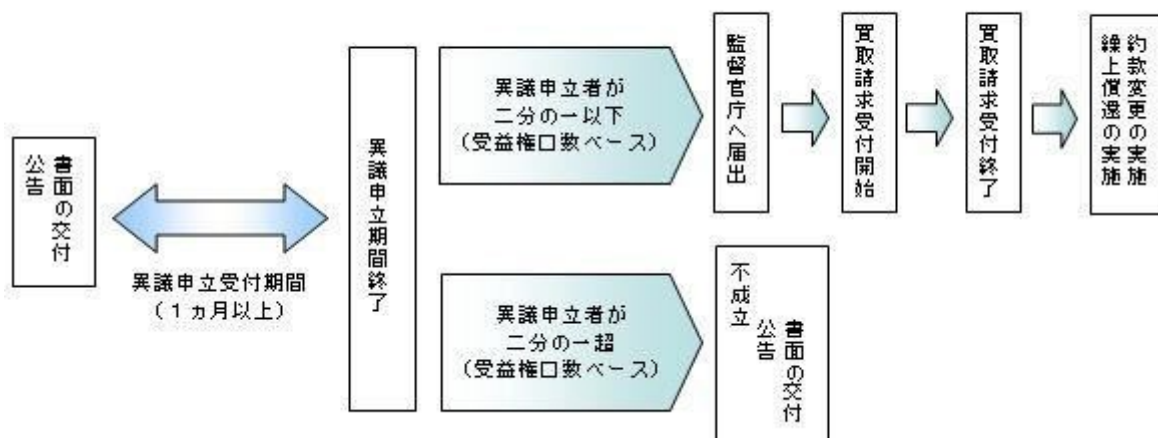 書面の交付
公告
異議申立受付期間
(1ヵ月以上)
異議申立期間終了
異議申立者が
二分の一以下
(受益権口数ベース)
監督官庁へ届出
買取請求受付開始
買取請求受付終了
約款変更の実施
繰上償還の実施
異議申立者が
二分の一超
(受益権口数ベース)
不成立
書面の交付
公告